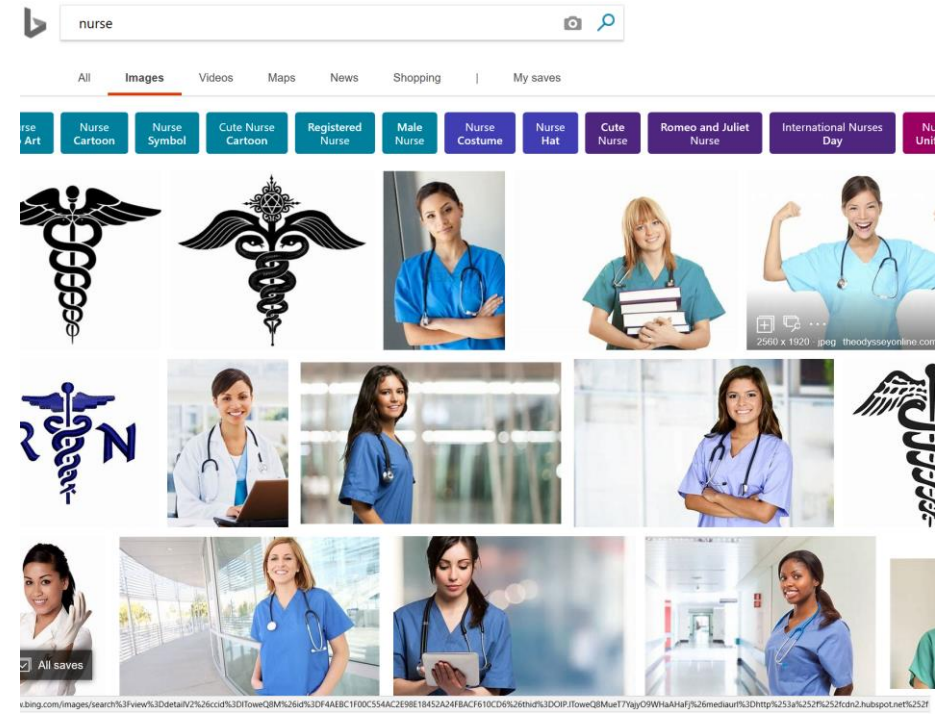 nurse
All Images Videos Maps News Shopping | My saves
rse Nurse Nurse Cute Nurse Registered Male Nurse Nurse Cute Romeo and Juliet International Nurses Nu
Art Cartoon Symbol Cartoon Nurse Nurse Costume Hat Nurse Nurse Day Unif
2560 x 1920 · jpeg theodysseyonline.com
RN
All saves